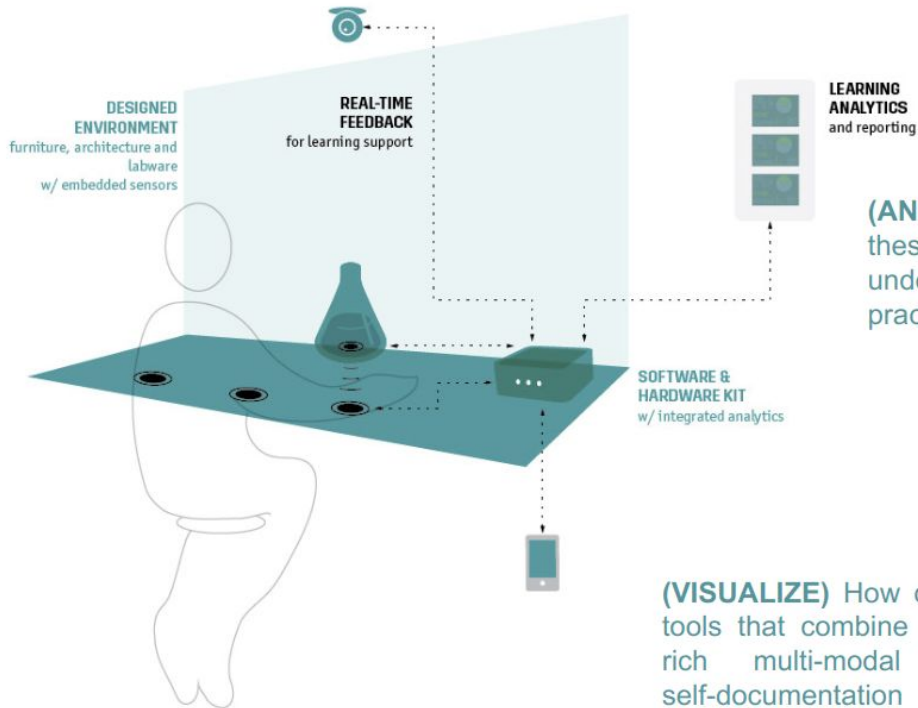 DESIGNED
ENVIRONMENT
furniture, architecture and
labware
w/ embedded sensors
REAL-TIME
FEEDBACK
for learning support
LEARNING
ANALYTICS
and reporting
SOFTWARE &
HARDWARE KIT
w/ integrated analytics
(VISUALIZE) How
tools that combine
rich multi-modal
self-documentation